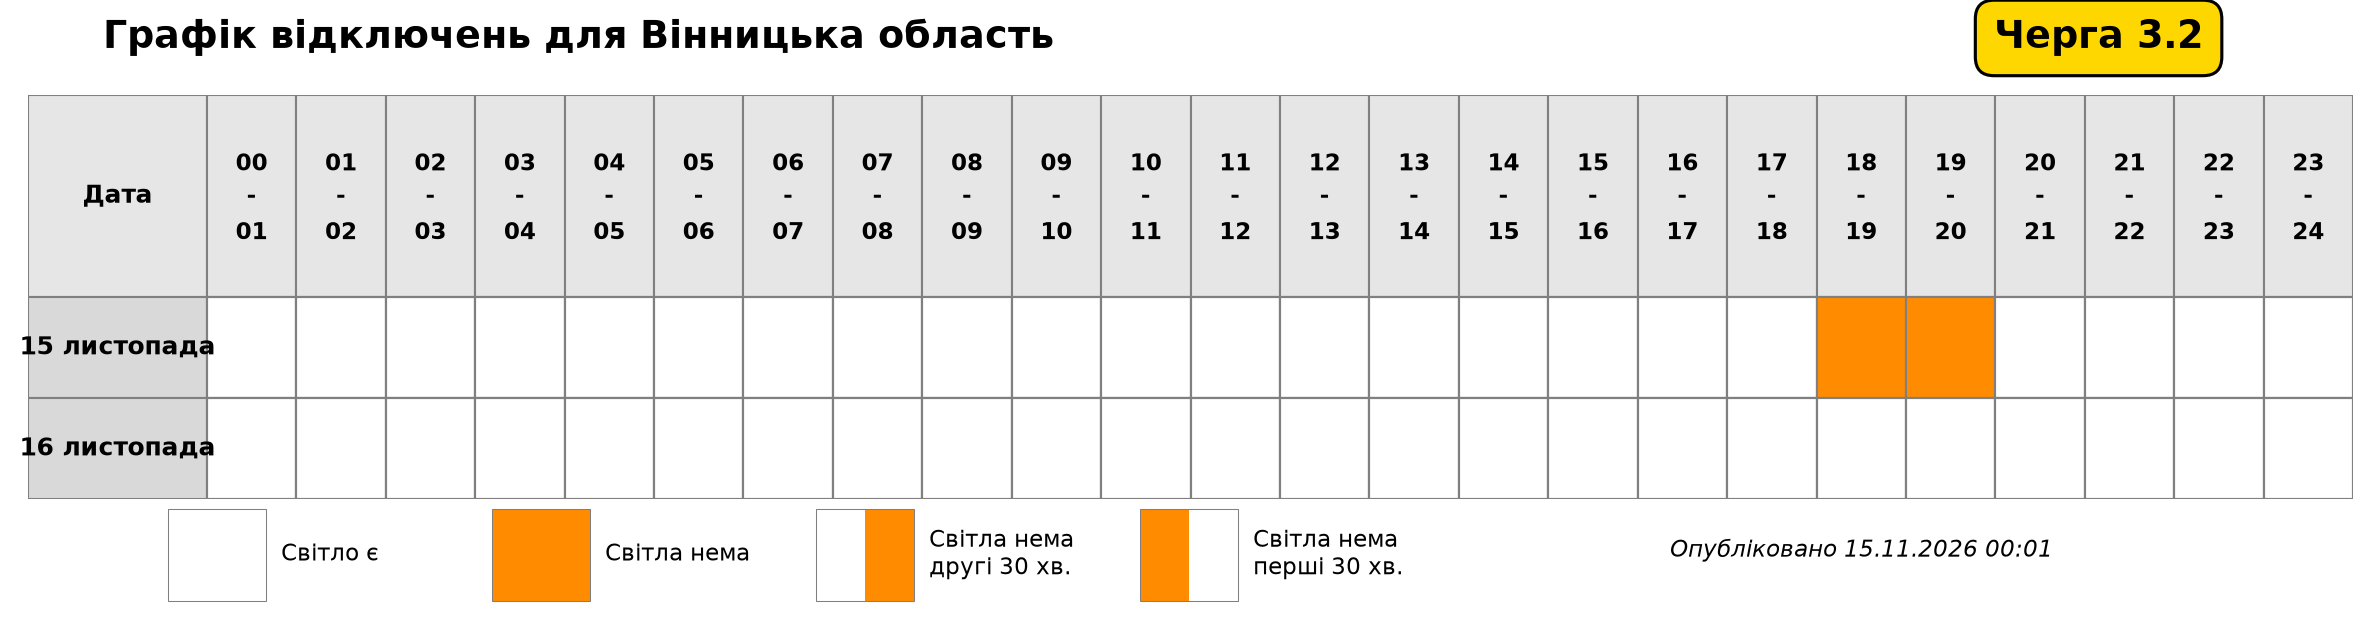 Графік відключень для Вінницька область
Черга 3.2
Дата 00 - 01 01 - 02 02 - 03 03 - 04 04 - 05 05 - 06 06 - 07 07 - 08 08 - 09 09 - 10 10 - 11 11 - 12 12 - 13 13 - 14 14 - 15 15 - 16 16 - 17 17 - 18 18 - 19 19 - 20 20 - 21 21 - 22 22 - 23 23 - 24
15 листопада
16 листопада
Світло є
Світла нема
Світла нема
другі 30 хв.
Світла нема
перші 30 хв.
Опубліковано 15.11.2026 00:01